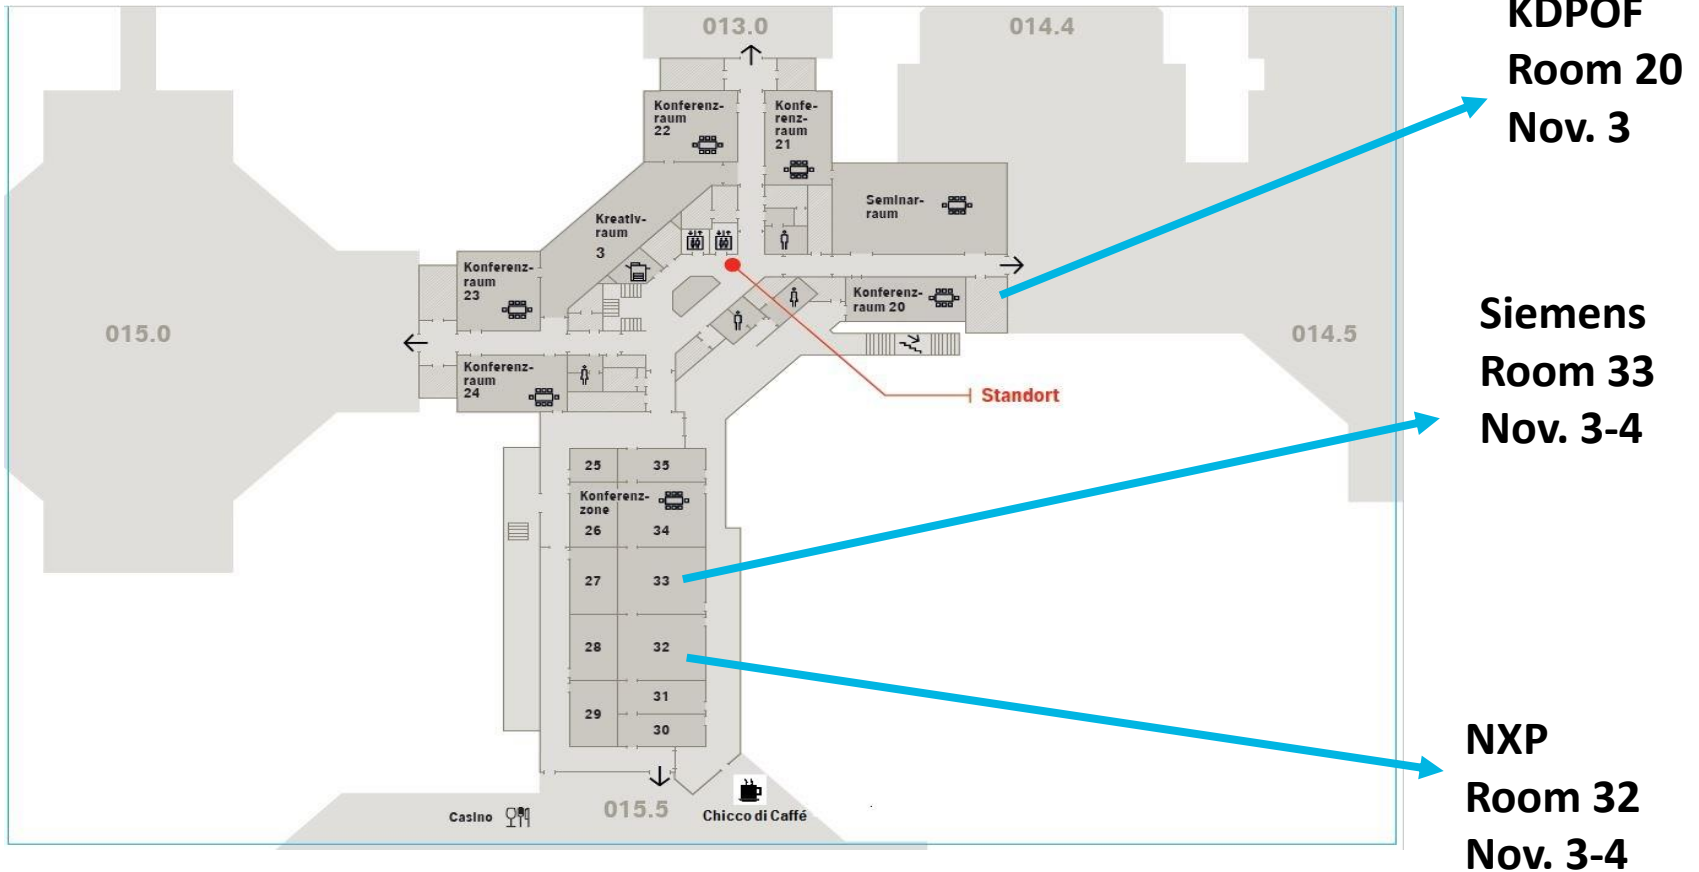 013.0
014.4
KDPOF
Room 20
Nov. 3
Konferenz-
raum
22
Konfe-
renz-
raum
21
Seminar-
raum
Kreativ-
raum
3
Konferenz-
raum
23
Konferenz-
raum 20
015.0
014.5
Siemens
Room 33
Nov. 3-4
Konferenz-
raum
24
Standort
25
35
Konferenz-
zone
26
34
27
33
28
32
31
29
30
NXP
Room 32
Nov. 3-4
015.5
Casino
Chicco di Caffé